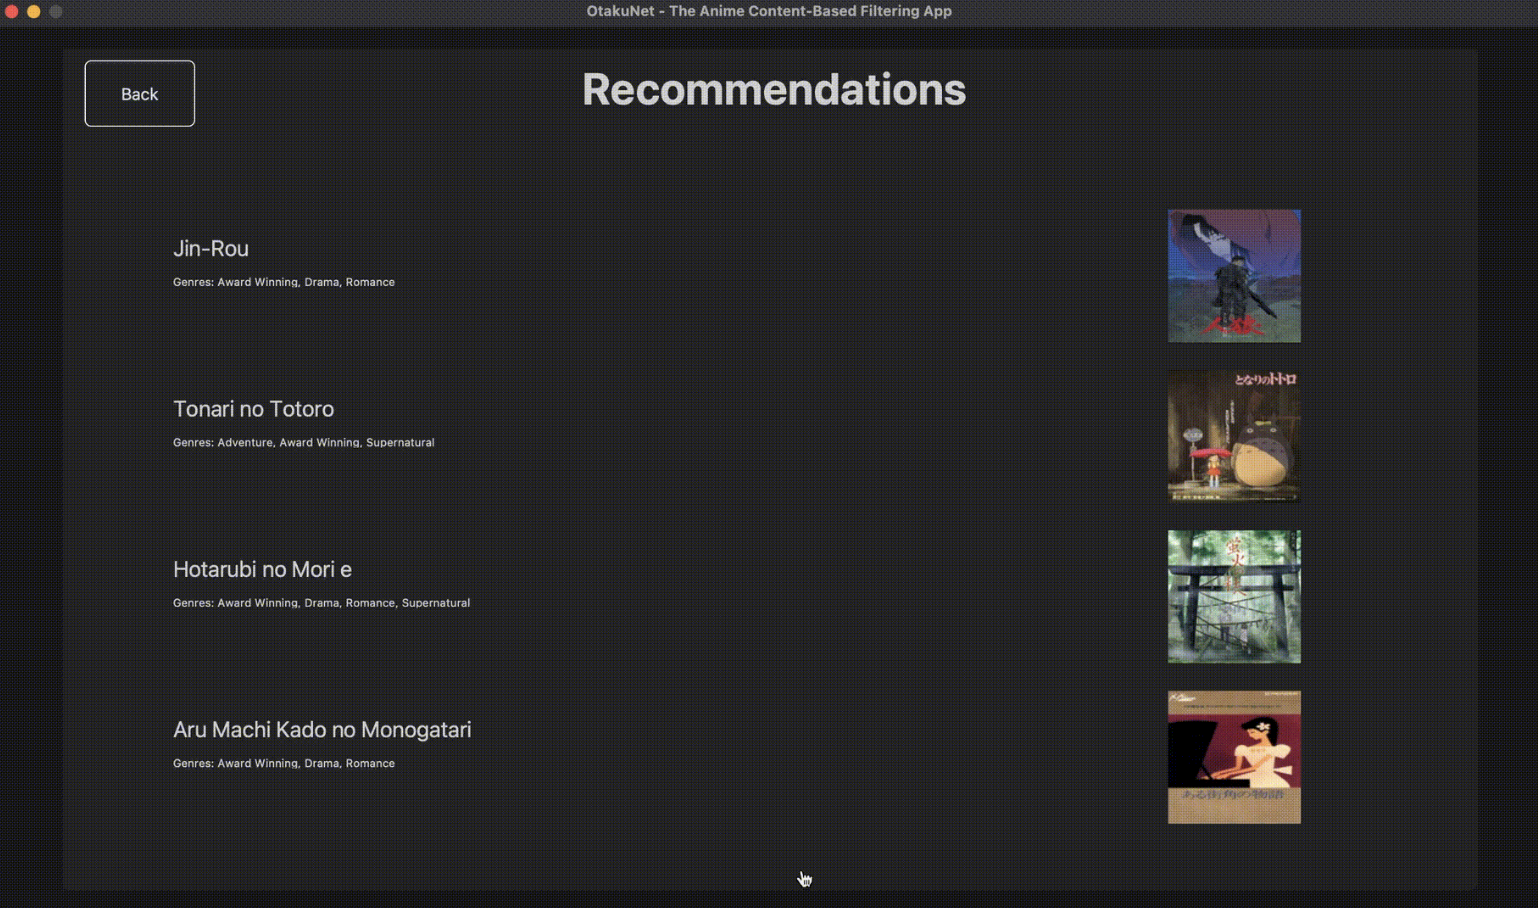 OtakuNet - The Anime Content-Based Filtering App
Back
Recommendations
Jin-Rou
Genres: Award Winning, Drama, Romance
Tonari no Totoro
Genres: Adventure, Award Winning, Supernatural
となりのトトロ
Hotarubi no Mori e
Genres: Award Winning, Drama, Romance, Supernatural
Aru Machi Kado no Monogatari
Genres: Award Winning, Drama, Romance
ある街角の物語